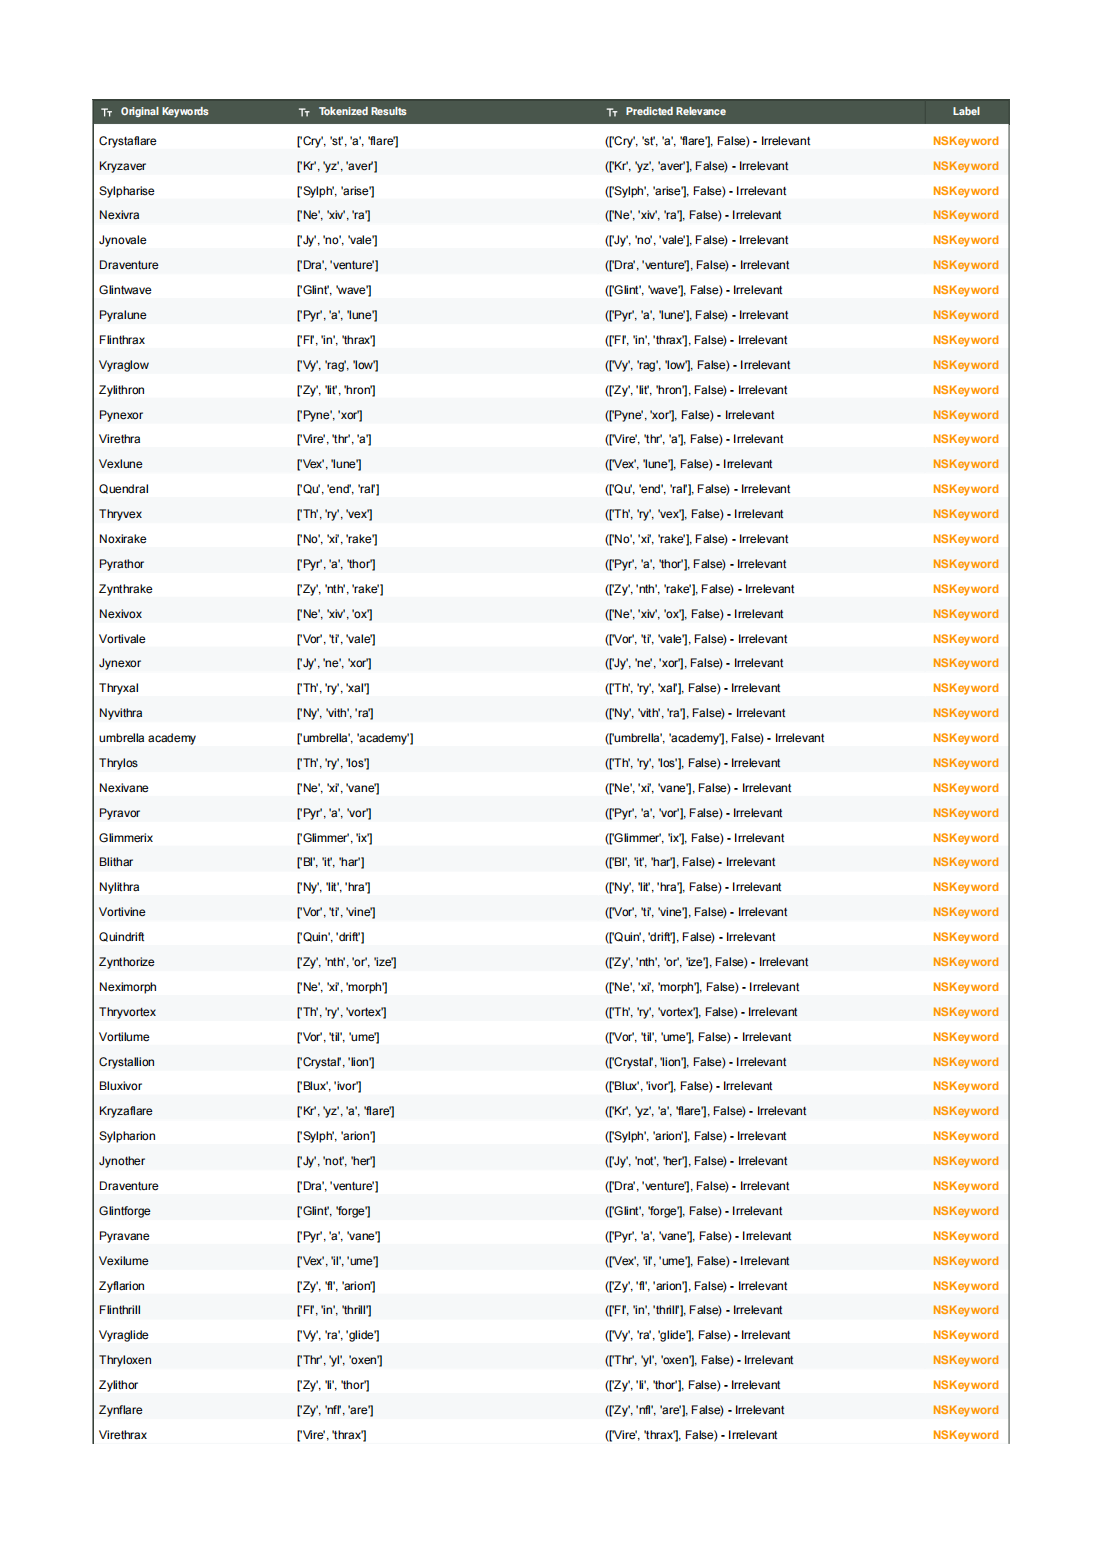 Original Keywords Tokenized Results Predicted Relevance Label
Crystaflare ['Cry', 'st', 'a', 'flare'] (['Cry', 'st', 'a', 'flare'], False) - Irrelevant NSKeyword
Kryzaver ['Kr', 'yz', 'aver'] (['Kr', 'yz', 'aver'], False) - Irrelevant NSKeyword
Sylpharise ['Sylph', 'arise'] (['Sylph', 'arise'], False) - Irrelevant NSKeyword
Nexivra ['Ne', 'xiv', 'ra'] (['Ne', 'xiv', 'ra'], False) - Irrelevant NSKeyword
Jynovale ['Jy', 'no', 'vale'] (['Jy', 'no', 'vale'], False) - Irrelevant NSKeyword
Draventure ['Dra', 'venture'] (['Dra', 'venture'], False) - Irrelevant NSKeyword
Glintwave ['Glint', 'wave'] (['Glint', 'wave'], False) - Irrelevant NSKeyword
Pyralune ['Pyr', 'a', 'lune'] (['Pyr', 'a', 'lune'], False) - Irrelevant NSKeyword
Flinthrax ['Fl', 'in', 'thrax'] (['Fl', 'in', 'thrax'], False) - Irrelevant NSKeyword
Vyraglow ['Vy', 'rag', 'low'] (['Vy', 'rag', 'low'], False) - Irrelevant NSKeyword
Zylithron ['Zy', 'lit', 'hron'] (['Zy', 'lit', 'hron'], False) - Irrelevant NSKeyword
Pynexor ['Pyne', 'xor'] (['Pyne', 'xor'], False) - Irrelevant NSKeyword
Virethra ['Vire', 'thr', 'a'] (['Vire', 'thr', 'a'], False) - Irrelevant NSKeyword
Vexlune ['Vex', 'lune'] (['Vex', 'lune'], False) - Irrelevant NSKeyword
Quendral ['Qu', 'end', 'ral'] (['Qu', 'end', 'ral'], False) - Irrelevant NSKeyword
Thryvex ['Th', 'ry', 'vex'] (['Th', 'ry', 'vex'], False) - Irrelevant NSKeyword
Noxirake ['No', 'xi', 'rake'] (['No', 'xi', 'rake'], False) - Irrelevant NSKeyword
Pyrathor ['Pyr', 'a', 'thor'] (['Pyr', 'a', 'thor'], False) - Irrelevant NSKeyword
Zynthrake ['Zy', 'nth', 'rake'] (['Zy', 'nth', 'rake'], False) - Irrelevant NSKeyword
Nexivox ['Ne', 'xiv', 'ox'] (['Ne', 'xiv', 'ox'], False) - Irrelevant NSKeyword
Vortivale ['Vor', 'ti', 'vale'] (['Vor', 'ti', 'vale'], False) - Irrelevant NSKeyword
Jynexor ['Jy', 'ne', 'xor'] (['Jy', 'ne', 'xor'], False) - Irrelevant NSKeyword
Thryxal ['Th', 'ry', 'xal'] (['Th', 'ry', 'xal'], False) - Irrelevant NSKeyword
Nyvithra ['Ny', 'vith', 'ra'] (['Ny', 'vith', 'ra'], False) - Irrelevant NSKeyword
umbrella academy ['umbrella', 'academy'] (['umbrella', 'academy'], False) - Irrelevant NSKeyword
Thrylos ['Th', 'ry', 'los'] (['Th', 'ry', 'los'], False) - Irrelevant NSKeyword
Nexivane ['Ne', 'xi', 'vane'] (['Ne', 'xi', 'vane'], False) - Irrelevant NSKeyword
Pyravor ['Pyr', 'a', 'vor'] (['Pyr', 'a', 'vor'], False) - Irrelevant NSKeyword
Glimmerix ['Glimmer', 'ix'] (['Glimmer', 'ix'], False) - Irrelevant NSKeyword
Blithar ['Bl', 'it', 'har'] (['Bl', 'it', 'har'], False) - Irrelevant NSKeyword
Nylithra ['Ny', 'lit', 'hra'] (['Ny', 'lit', 'hra'], False) - Irrelevant NSKeyword
Vortivine ['Vor', 'ti', 'vine'] (['Vor', 'ti', 'vine'], False) - Irrelevant NSKeyword
Quindrift ['Quin', 'drift'] (['Quin', 'drift'], False) - Irrelevant NSKeyword
Zynthorize ['Zy', 'nth', 'or', 'ize'] (['Zy', 'nth', 'or', 'ize'], False) - Irrelevant NSKeyword
Neximorph ['Ne', 'xi', 'morph'] (['Ne', 'xi', 'morph'], False) - Irrelevant NSKeyword
Thryvortex ['Th', 'ry', 'vortex'] (['Th', 'ry', 'vortex'], False) - Irrelevant NSKeyword
Vortilume ['Vor', 'til', 'ume'] (['Vor', 'til', 'ume'], False) - Irrelevant NSKeyword
Crystallion ['Crystal', 'lion'] (['Crystal', 'lion'], False) - Irrelevant NSKeyword
Bluxivor ['Blux', 'ivor'] (['Blux', 'ivor'], False) - Irrelevant NSKeyword
Kryzaflare ['Kr', 'yz', 'a', 'flare'] (['Kr', 'yz', 'a', 'flare'], False) - Irrelevant NSKeyword
Sylpharion ['Sylph', 'arion'] (['Sylph', 'arion'], False) - Irrelevant NSKeyword
Jynother ['Jy', 'not', 'her'] (['Jy', 'not', 'her'], False) - Irrelevant NSKeyword
Draventure ['Dra', 'venture'] (['Dra', 'venture'], False) - Irrelevant NSKeyword
Glintforge ['Glint', 'forge'] (['Glint', 'forge'], False) - Irrelevant NSKeyword
Pyravane ['Pyr', 'a', 'vane'] (['Pyr', 'a', 'vane'], False) - Irrelevant NSKeyword
Vexilume ['Vex', 'il', 'ume'] (['Vex', 'il', 'ume'], False) - Irrelevant NSKeyword
Zyflarion ['Zy', 'fl', 'arion'] (['Zy', 'fl', 'arion'], False) - Irrelevant NSKeyword
Flinthrill ['Fl', 'in', 'thrill'] (['Fl', 'in', 'thrill'], False) - Irrelevant NSKeyword
Vyraglide ['Vy', 'ra', 'glide'] (['Vy', 'ra', 'glide'], False) - Irrelevant NSKeyword
Thryloxen ['Thr', 'yl', 'oxen'] (['Thr', 'yl', 'oxen'], False) - Irrelevant NSKeyword
Zylithor ['Zy', 'li', 'thor'] (['Zy', 'li', 'thor'], False) - Irrelevant NSKeyword
Zynflare ['Zy', 'nfl', 'are'] (['Zy', 'nfl', 'are'], False) - Irrelevant NSKeyword
Virethrax ['Vire', 'thrax'] (['Vire', 'thrax'], False) - Irrelevant NSKeyword